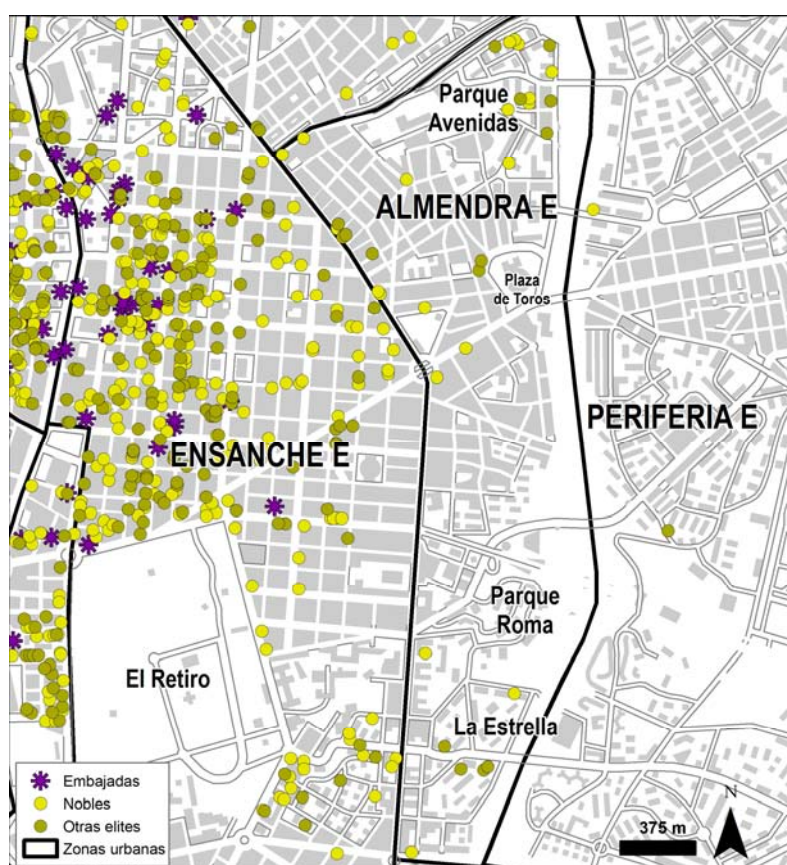 Parque
Avenidas
ALMENDRA E
Plaza
de Toros
PERIFERIA E
ENSANCHE E
Parque
Roma
El Retiro
La Estrella
Embajadas
Nobles
Otras elites
Zonas urbanas
375 m
N